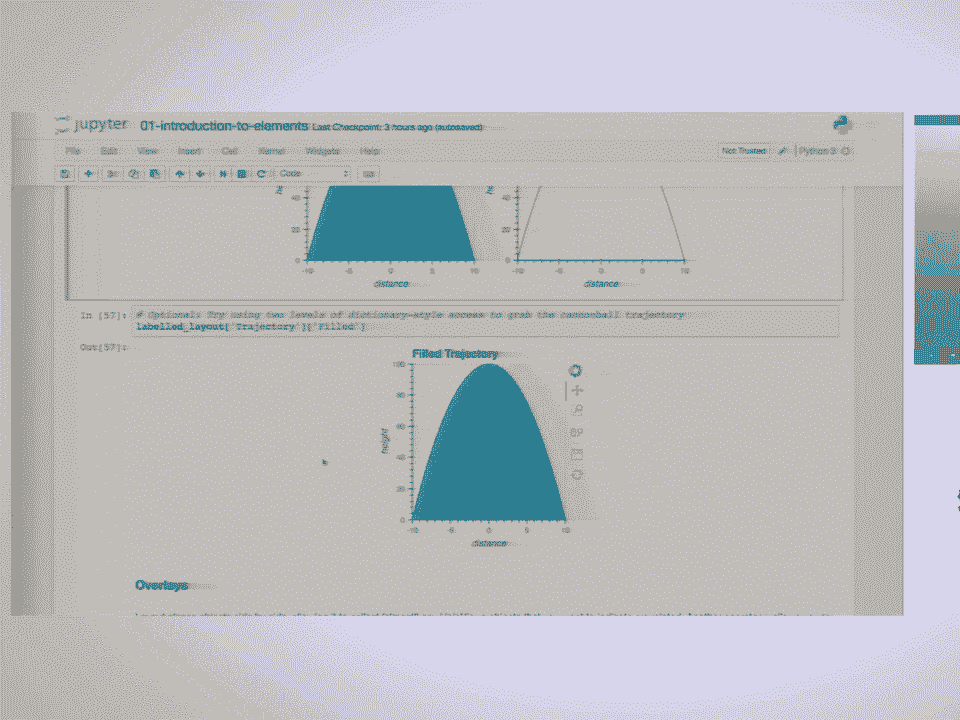 jupyter 01-introduction-to-elements Last Checkpoint: 3 hours ago (autosaved)
File Edit View Insert Cell Kernel Widgets Help Not Trusted Python 3
Code
40 40
20 20
0 0
-10 -5 0 5 10 -10 -5 0 5 10
distance distance
In [57]: # Optional: Try using two levels of dictionary-style access to grab the cannonball trajectory
labelled_layout['Trajectory']['Filled']
Out[57]:
Filled Trajectory
100
80
60
height
40
20
0
-10 -5 0 5 10
distance
Overlays